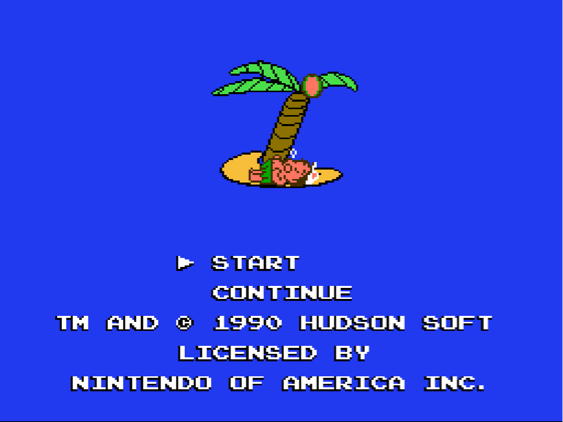 START
CONTINUE
TM AND © 1990 HUDSON SOFT
LICENSED BY
NINTENDO OF AMERICA INC.